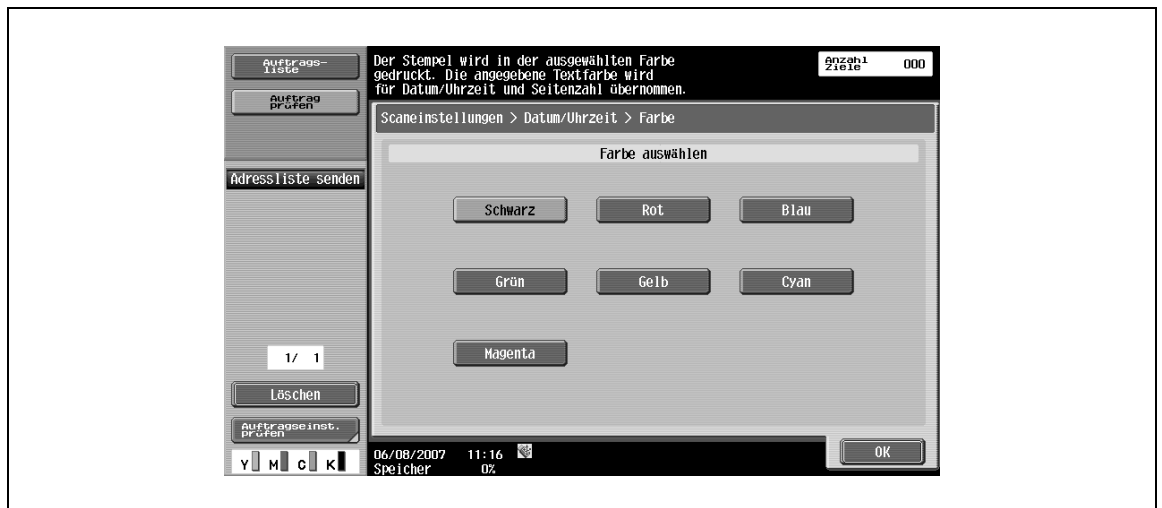 Auftrags-
liste
Auftrag
prüfen
Der Stempel wird in der ausgewählten Farbe
gedruckt. Die angegebene Textfarbe wird
für Datum/Uhrzeit und Seitenzahl übernommen.
Anzahl
Ziele 000
Scaneinstellungen > Datum/Uhrzeit > Farbe
Farbe auswählen
Adressliste senden
Schwarz Rot Blau
Grün Gelb Cyan
Magenta
1/ 1
Löschen
Auftragseinst.
prüfen
Y M C K
06/08/2007 11:16
Speicher 0%
OK